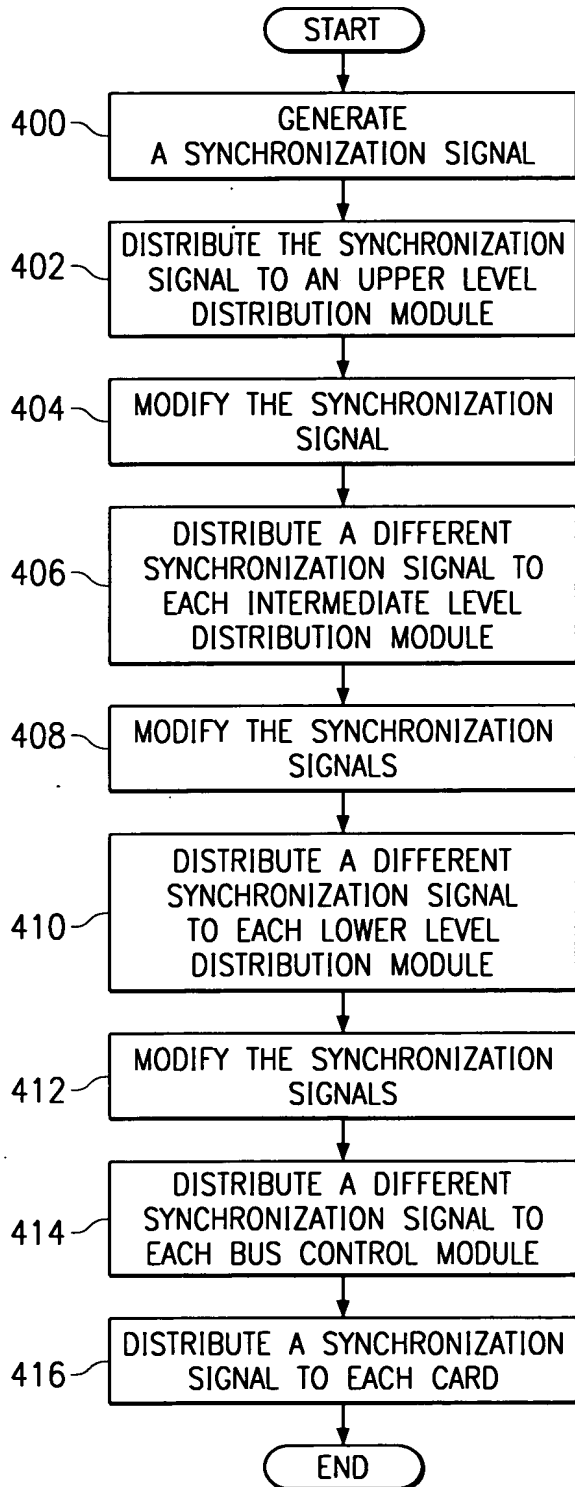 START
400
GENERATE
A SYNCHRONIZATION SIGNAL
402
DISTRIBUTE THE SYNCHRONIZATION
SIGNAL TO AN UPPER LEVEL
DISTRIBUTION MODULE
404
MODIFY THE SYNCHRONIZATION
SIGNAL
406
DISTRIBUTE A DIFFERENT
SYNCHRONIZATION SIGNAL TO
EACH INTERMEDIATE LEVEL
DISTRIBUTION MODULE
408
MODIFY THE SYNCHRONIZATION
SIGNALS
410
DISTRIBUTE A DIFFERENT
SYNCHRONIZATION SIGNAL
TO EACH LOWER LEVEL
DISTRIBUTION MODULE
412
MODIFY THE SYNCHRONIZATION
SIGNALS
414
DISTRIBUTE A DIFFERENT
SYNCHRONIZATION SIGNAL TO
EACH BUS CONTROL MODULE
416
DISTRIBUTE A SYNCHRONIZATION
SIGNAL TO EACH CARD
END